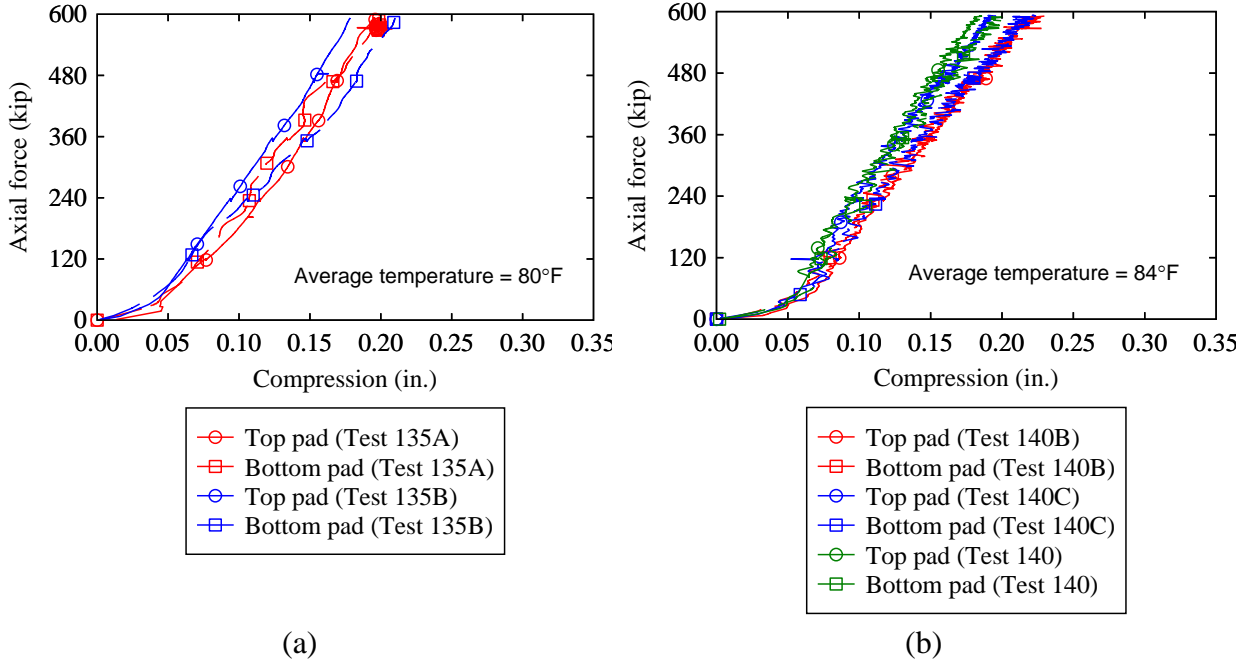 600
480
360
240
120
0
Axial force (kip)
Average temperature = 80°F
0.00 0.05 0.10 0.15 0.20 0.25 0.30 0.35
Compression (in.)
Top pad (Test 135A)
Bottom pad (Test 135A)
Top pad (Test 135B)
Bottom pad (Test 135B)
(a)
600
480
360
240
120
0
Axial force (kip)
Average temperature = 84°F
0.00 0.05 0.10 0.15 0.20 0.25 0.30 0.35
Compression (in.)
Top pad (Test 140B)
Bottom pad (Test 140B)
Top pad (Test 140C)
Bottom pad (Test 140C)
Top pad (Test 140)
Bottom pad (Test 140)
(b)